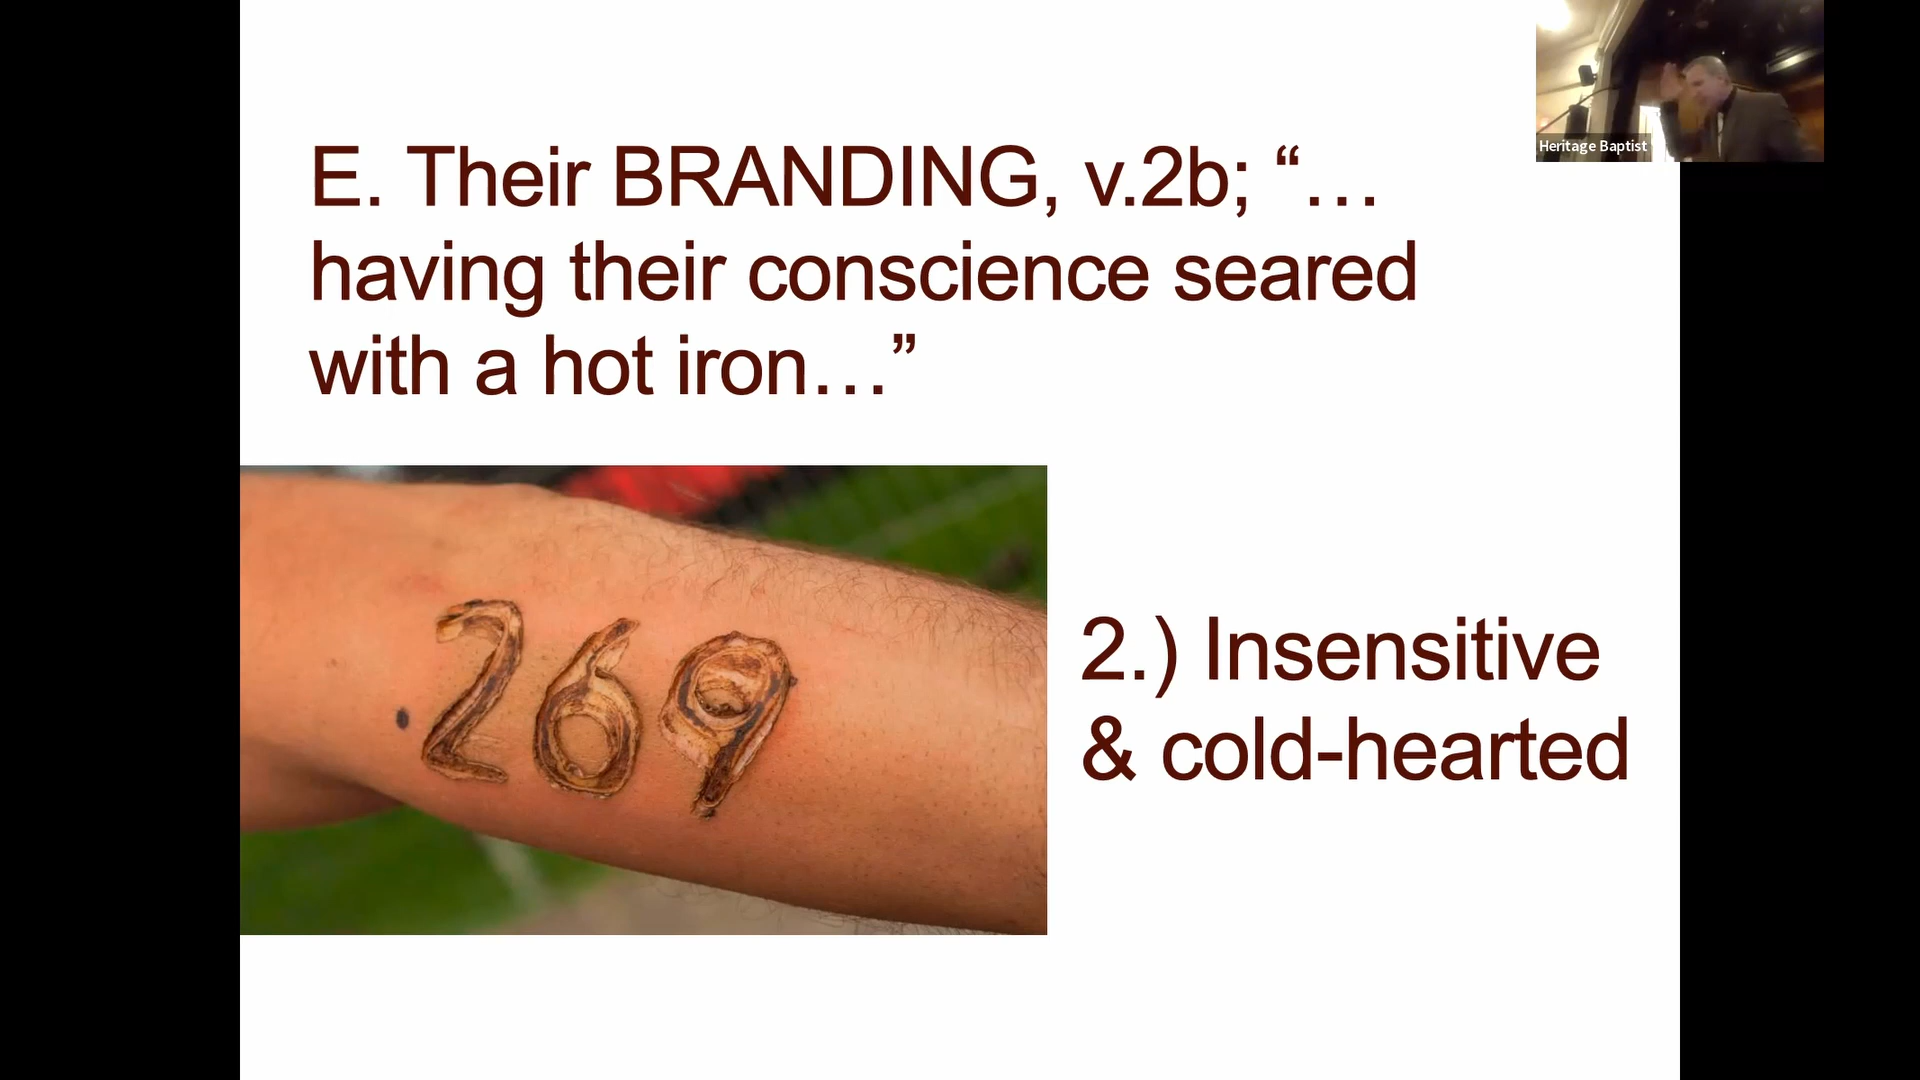 Heritage Baptist
E. Their BRANDING, v.2b; “…
having their conscience seared
with a hot iron…”
269
2.) Insensitive
& cold-hearted